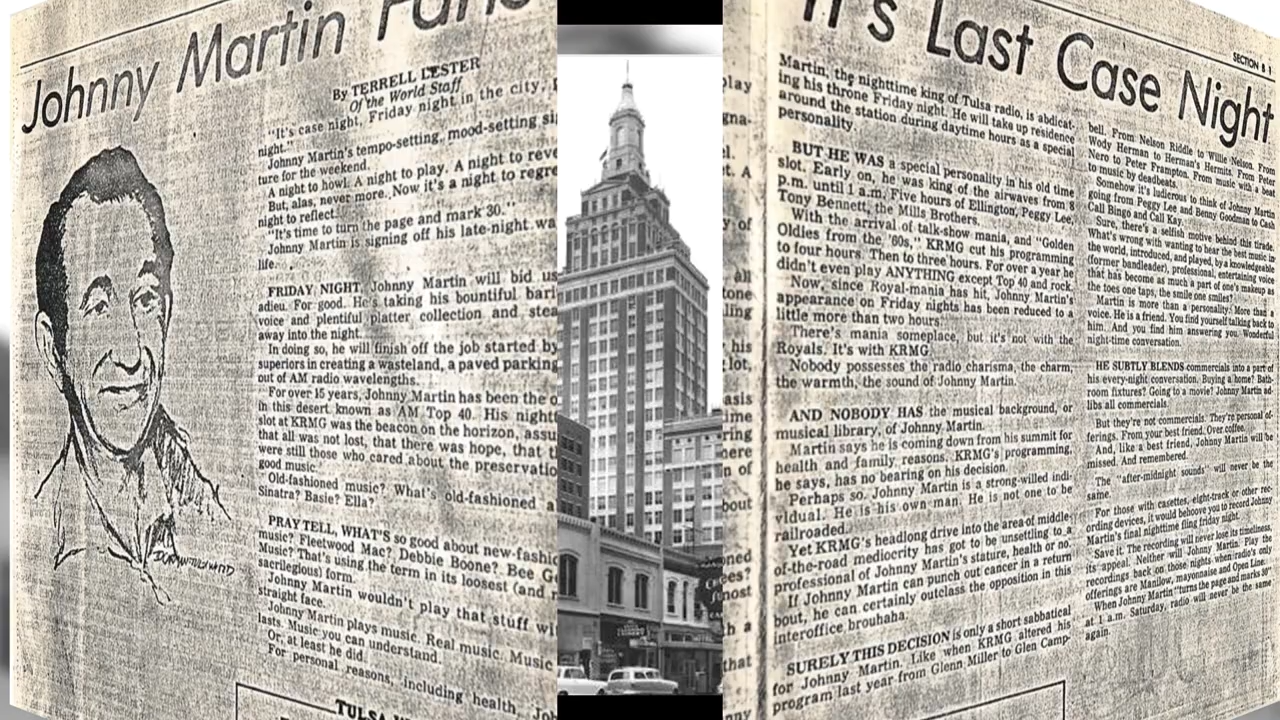 Johnny Martin
By TERRELL LESTER
Of the World Staff
"It's case night, Friday night in the city,
night."
Johnny Martin's tempo-setting, mood-setting
ture for the weekend.
A night to howl. A night to play. A night to
But, alas, never more. Now it's a night to
night to reflect.
"It's time to turn the page and mark 30."
Johnny Martin is signing off his late-night
life.
FRIDAY NIGHT, Johnny Martin will bid us
adieu. For good. He's taking his bountiful
voice and plentiful platter collection and
away into the night.
In doing so, he will finish off the job started by
superiors in creating a wasteland, a paved parking
out of AM radio wavelengths.
For over 15 years, Johnny Martin has been the
in this desert known as AM Top 40. His
slot at KRMG was the beacon on the horizon,
that all was not lost, that there was hope, that
were still those who cared about the
good music.
Old-fashioned music? What's old-fashioned
Sinatra? Basie? Ella?
PRAY TELL, WHAT'S so good about
music? Fleetwood Mac? Debbie Boone? Bee
Music? That's using the term in its loosest (and
sacrilegious) form.
Johnny Martin wouldn't play that stuff
straight face.
Johnny Martin plays music. Real music. Music
lasts. Music you can understand.
Or, at least he did.
For personal reasons, including health,
TULSA
It's Last Case Night
SECTION B 1
Martin, the nighttime king of Tulsa radio, is abdicat-
ing his throne Friday night. He will take up residence
around the station during daytime hours as a special
personality.
BUT HE WAS a special personality in his old time
slot. Early on, he was king of the airwaves from 8
p.m. until 1 a.m. Five hours of Ellington, Peggy Lee,
Tony Bennett, the Mills Brothers.
With the arrival of talk-show mania, and "Golden
Oldies from the '60s," KRMG cut his programming
to four hours. Then to three hours. For over a year he
didn't even play ANYTHING except Top 40 and rock.
Now, since Royal-mania has hit, Johnny Martin's
appearance on Friday nights has been reduced to a
little more than two hours.
There's mania someplace, but it's not with the
Royals. It's with KRMG.
Nobody possesses the radio charisma, the charm,
the warmth, the sound of Johnny Martin.
AND NOBODY HAS the musical background, or
musical library, of Johnny Martin.
Martin says he is coming down from his summit for
health and family reasons. KRMG's programming,
he says, has no bearing on his decision.
Perhaps so. Johnny Martin is a strong-willed indi-
vidual. He is his own man. He is not one to be
railroaded.
Yet KRMG's headlong drive into the area of middle-
of-the-road mediocrity has got to be unsettling to a
professional of Johnny Martin's stature, health or no.
If Johnny Martin can punch out cancer in a return
bout, he can certainly outclass the opposition in this
interoffice brouhaha.
SURELY THIS DECISION is only a short sabbatical
for Johnny Martin. Like when KRMG altered his
program last year from Glenn Miller to Glen Camp-
bell. From Nelson Riddle to Willie Nelson. From
Wody Herman to Herman's Hermits. From Peter
Nero to Peter Frampton. From music with a beat
to music by deadbeats.
Somehow it's ludicrous to think of Johnny Martin
going from Peggy Lee and Benny Goodman to Cash
Call Bingo and Call Kay.
Sure, there's a selfish motive behind this tirade.
What's wrong with wanting to hear the best music in
the world, introduced, and played, by a knowledgeable
(former bandleader), professional, entertaining voice
that has become as much a part of one's makeup as
the toes one taps, the smile one smiles?
Martin is more than a personality. More than a
voice. He is a friend. You find yourself talking back to
him. And you find him answering you. Wonderful
night-time conversation.
HE SUBTLY BLENDS commercials into a part of
his every-night conversation. Buying a home? Bath-
room fixtures? Going to a movie? Johnny Martin ad-
libs all commercials.
But they're not commercials. They're personal of-
ferings. From your best friend. Over coffee.
And, like a best friend, Johnny Martin will be
missed. And remembered.
The "after-midnight sounds" will never be the
same.
For those with casettes, eight-track or other rec-
ording devices, it would behoove you to record Johnny
Martin's final nighttime fling friday night.
Save it. The recording will never lose its timeliness,
its appeal. Neither will Johnny Martin. Play the
recordings back on those nights when radio's only
offerings are Manilow, mayonnaise and Open Line.
When Johnny Martin "turns the page and marks 30"
at 1 a.m. Saturday, radio will never be the same
again.